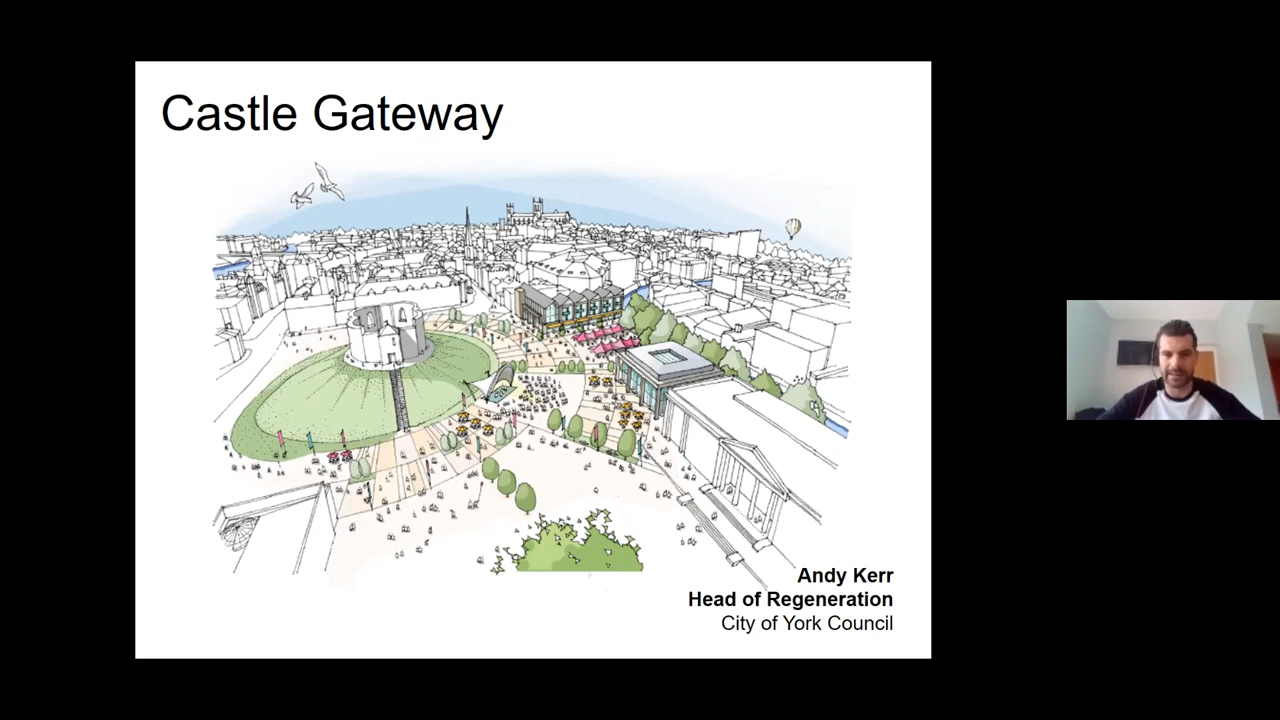 Castle Gateway
Andy Kerr
Head of Regeneration
City of York Council